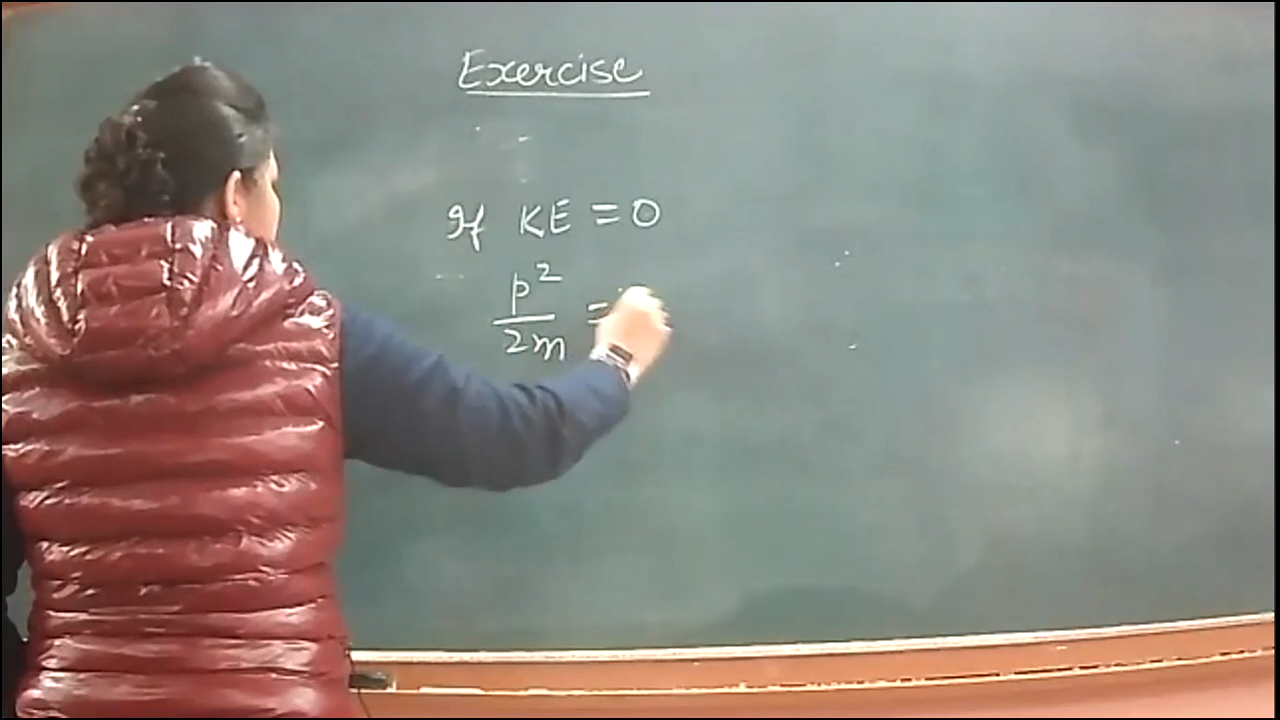 Exercise
If KE = 0
p²/2m =